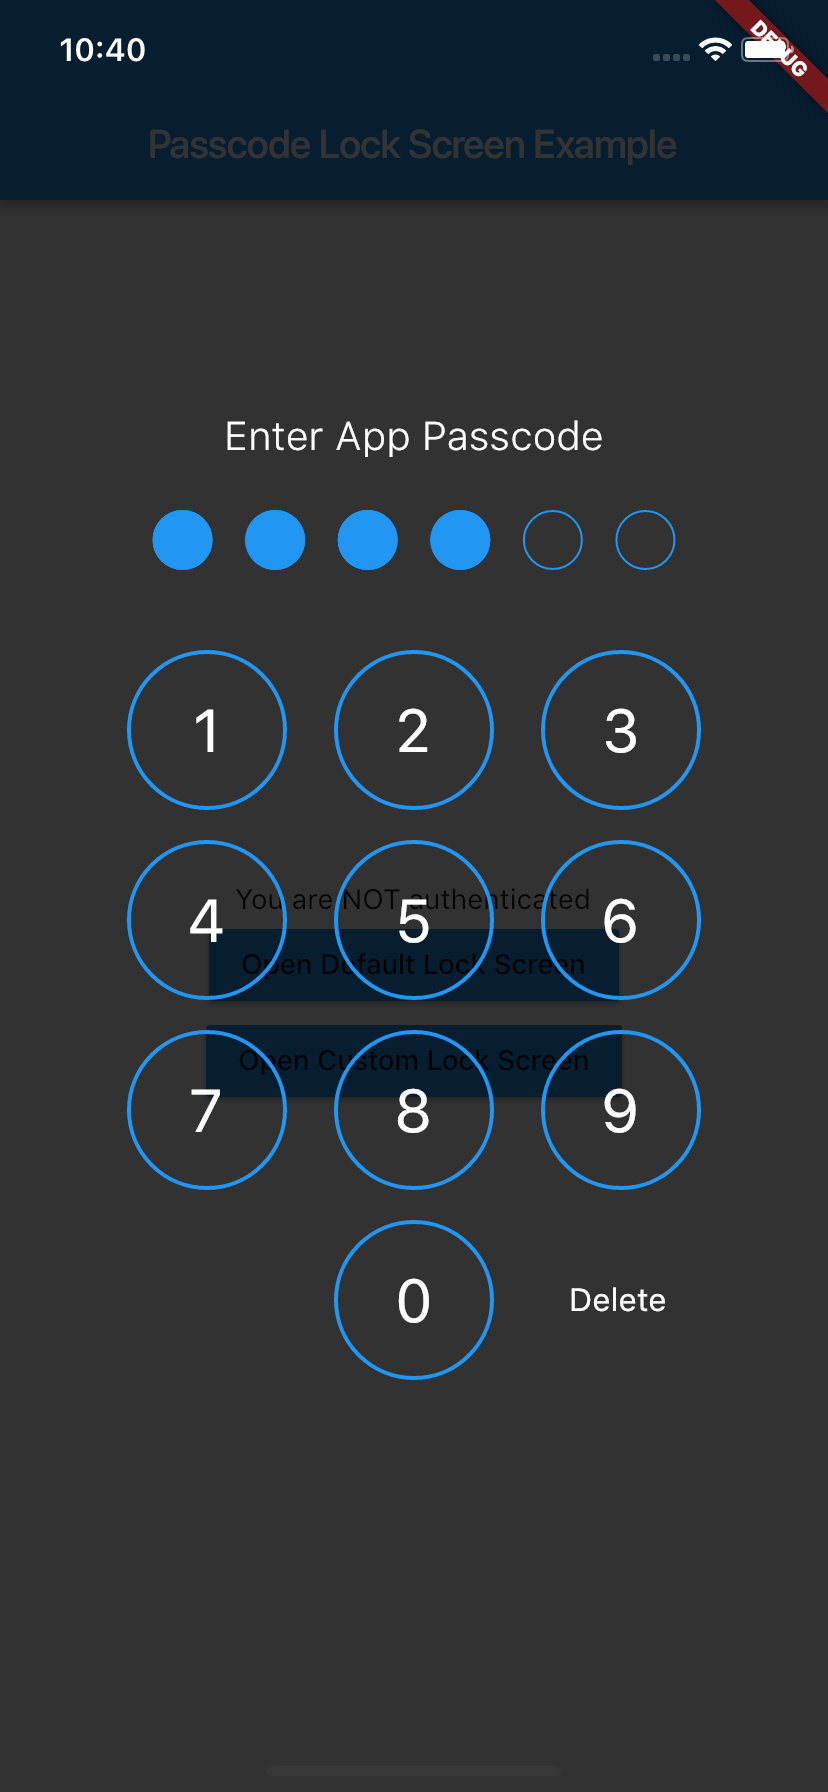 10:40
DEBUG
Passcode Lock Screen Example
Enter App Passcode
1 2 3
You are NOT authenticated
4 5 6
Open Default Lock Screen
Open Custom Lock Screen
7 8 9
0 Delete